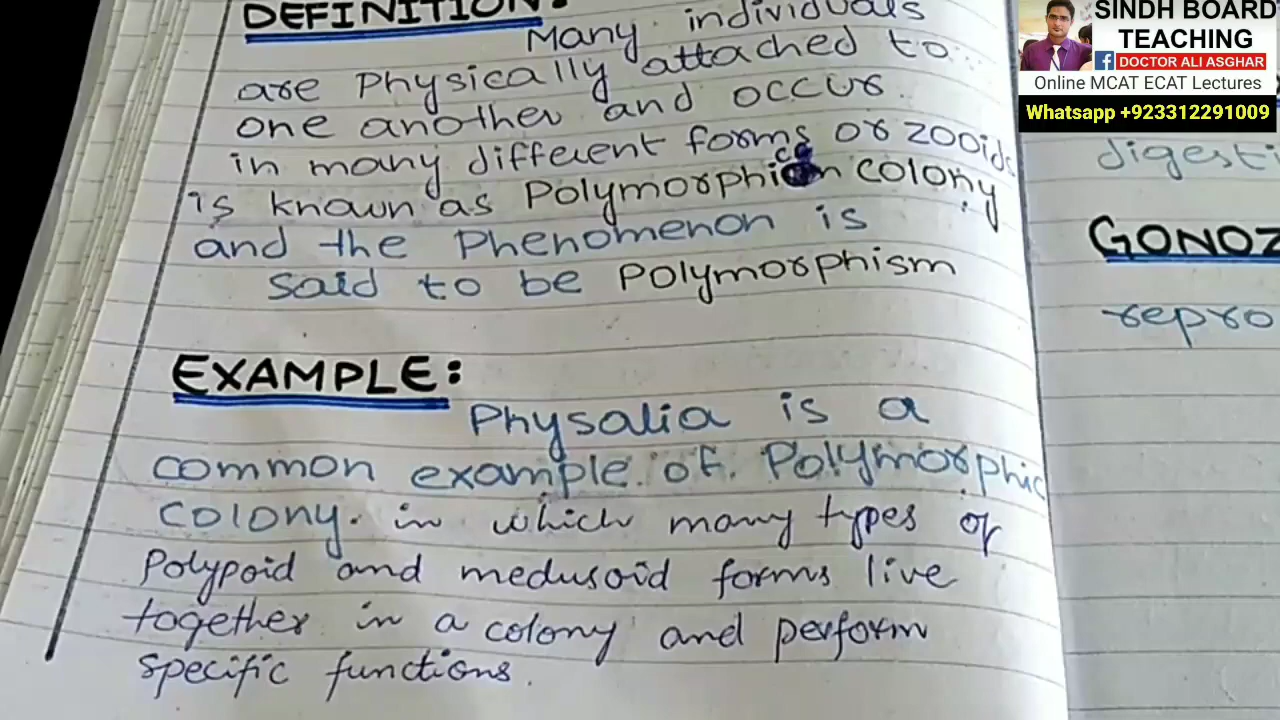 DEFINITION:
Many individuals
are Physically attached to
one another and occur
in many different forms or zooids
is known as Polymorphic colony
and the Phenomenon is
said to be Polymorphism
EXAMPLE:
Physalia is a
common example of Polymorphic
colony. in which many types of
Polypoid and medusoid forms live
together in a colony and perform
specific functions.
digesti
GONOZ
repro
SINDH BOARD
TEACHING
f DOCTOR ALI ASGHAR
Online MCAT ECAT Lectures
Whatsapp +923312291009